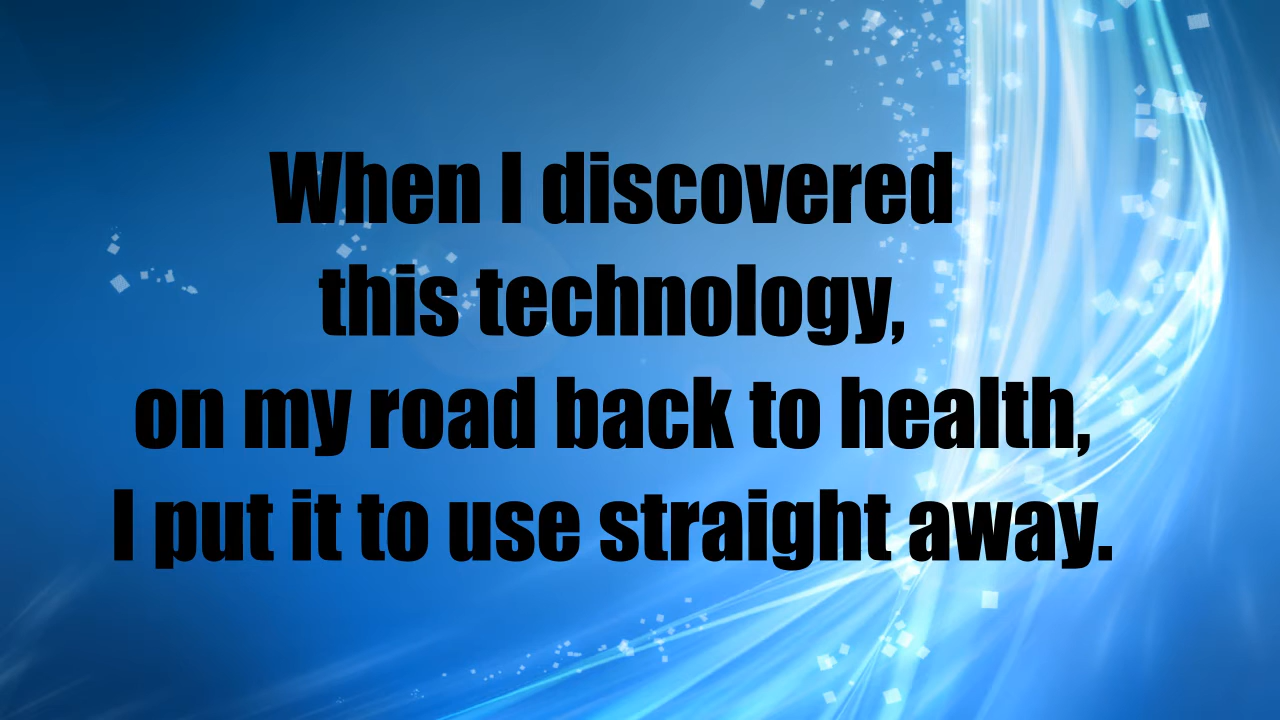 When I discovered
this technology,
on my road back to health,
I put it to use straight away.